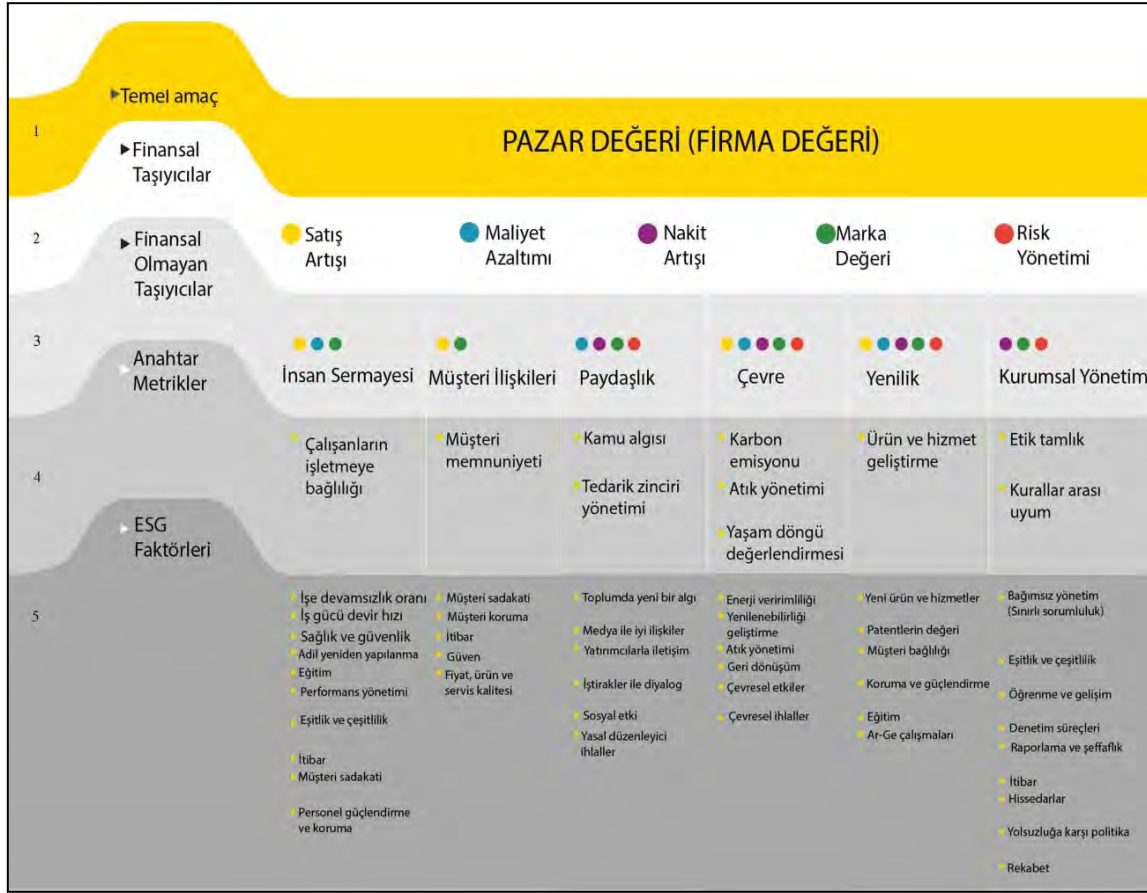 1
Temel amaç
PAZAR DEĞERİ (FİRMA DEĞERİ)
Finansal
Taşıyıcılar
2
Finansal
Olmayan
Taşıyıcılar
Satış
Artışı
Maliyet
Azaltımı
Nakit
Artışı
Marka
Değeri
Risk
Yönetimi
3
Anahtar
Metrikler
İnsan Sermayesi
Müşteri İlişkileri
Paydaşlık
Çevre
Yenilik
Kurumsal Yönetim
4
ESG
Faktörleri
Çalışanların
işletmeye
bağlılığı
Müşteri
memnuniyeti
Kamu algısı
Tedarik zinciri
yönetimi
Karbon
emisyonu
Atık yönetimi
Yaşam döngü
değerlendirmesi
Ürün ve hizmet
geliştirme
Etik tamlık
Kurallar arası
uyum
5
İşe devamsızlık oranı
İş gücü devir hızı
Sağlık ve güvenlik
Adil yeniden yapılanma
Eğitim
Performans yönetimi
Eşitlik ve çeşitlilik
İtibar
Müşteri sadakati
Personel güçlendirme
ve koruma
Müşteri sadakati
Müşteri koruma
İtibar
Güven
Fiyat, ürün ve
servis kalitesi
Toplumda yeni bir algı
Medya ile iyi ilişkiler
Yatırımcılarla iletişim
İştirakler ile diyalog
Sosyal etki
Yasal düzenleyici
ihlaller
Enerji veririmliliği
Yenilenebilirliği
geliştirme
Atık yönetimi
Geri dönüşüm
Çevresel etkiler
Çevresel ihlaller
Yeni ürün ve hizmetler
Patentlerin değeri
Müşteri bağlılığı
Koruma ve güçlendirme
Eğitim
Ar-Ge çalışmaları
Bağımsız yönetim
(Sınırlı sorumluluk)
Eşitlik ve çeşitlilik
Öğrenme ve gelişim
Denetim süreçleri
Raporlama ve şeffaflık
İtibar
Hissedarlar
Yolsuzluğa karşı politika
Rekabet